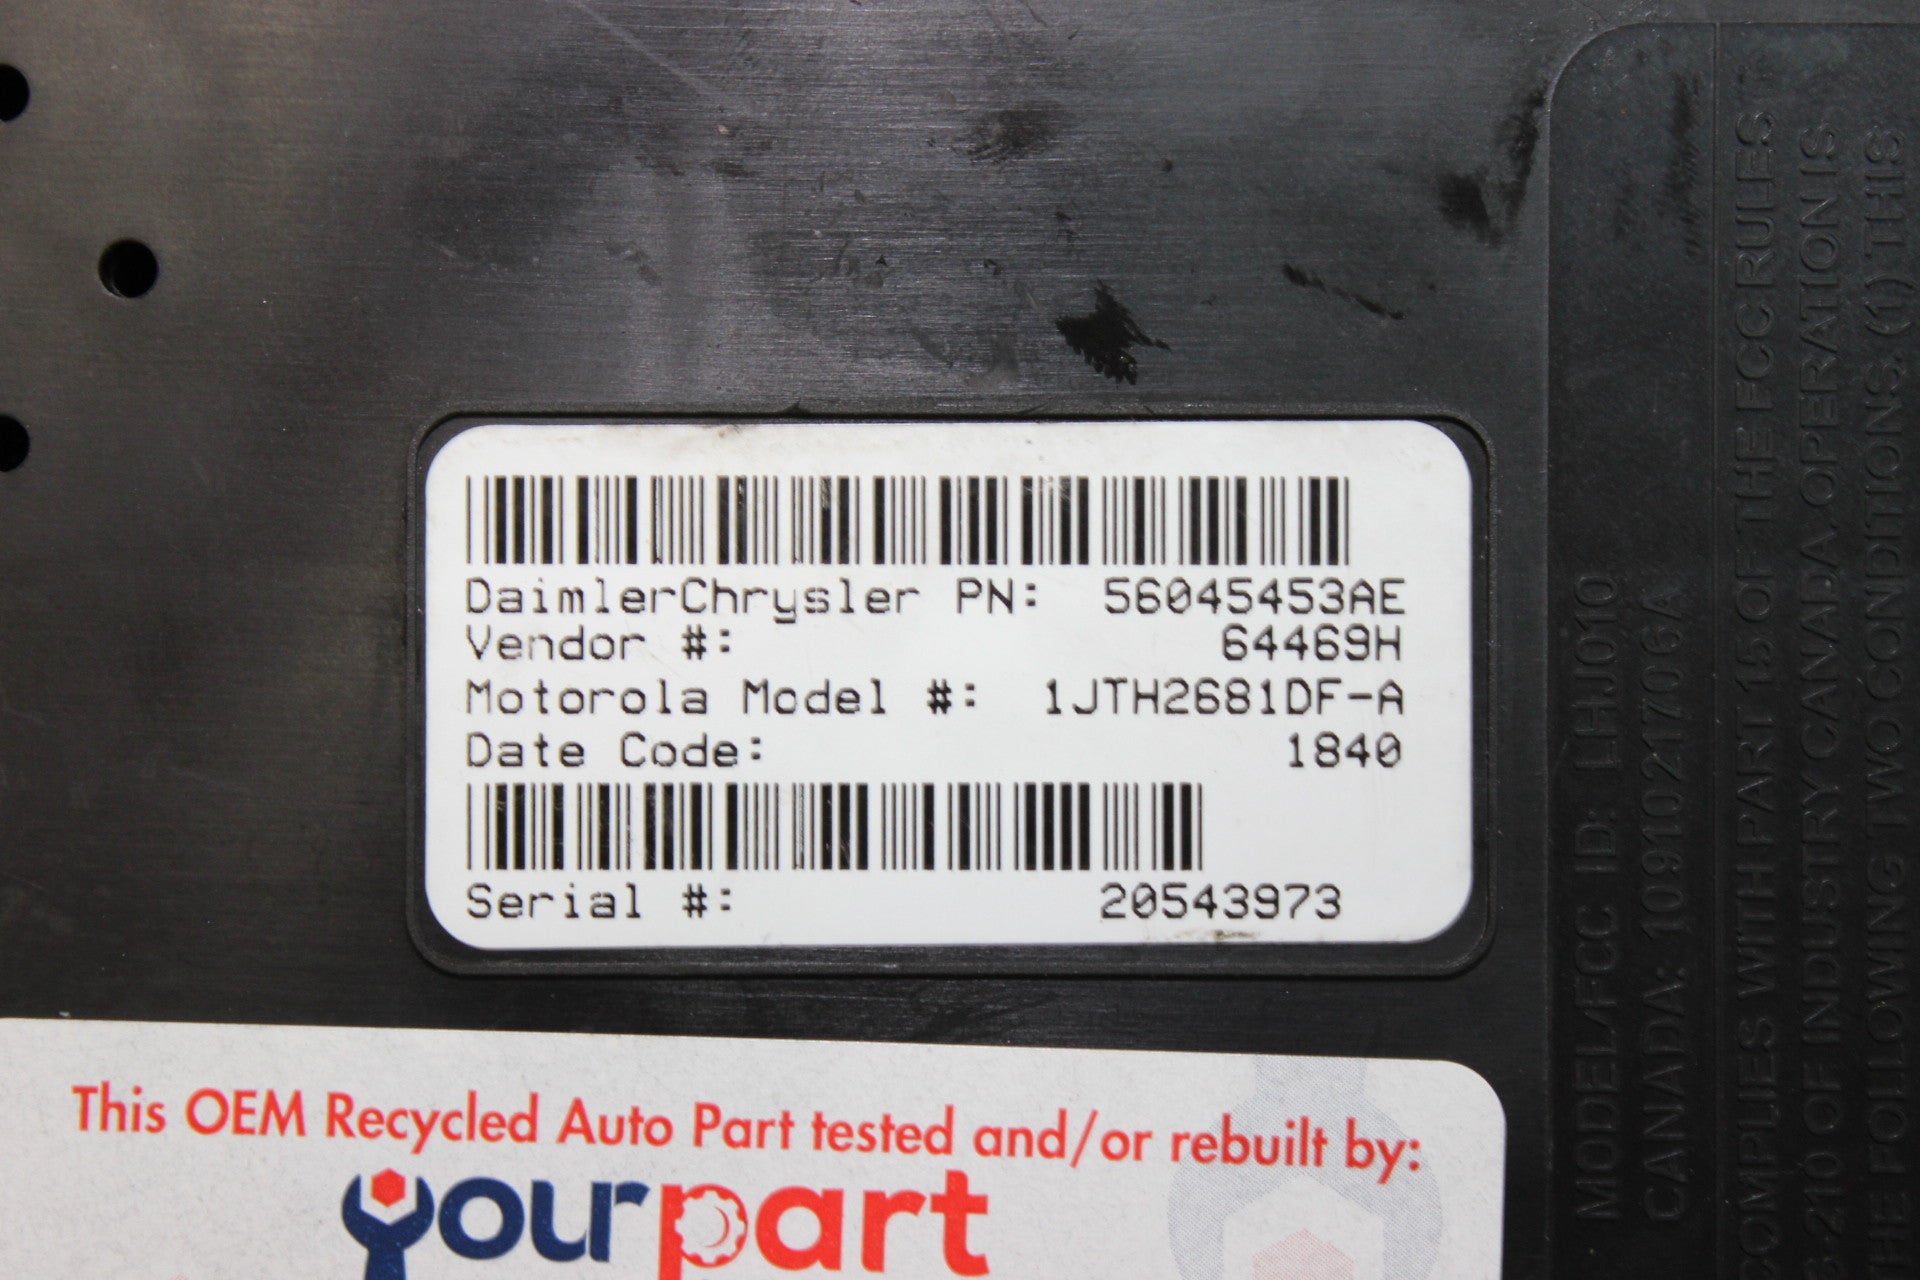 DaimlerChrysler PN: 56045453AE
Vendor #: 64469H
Motorola Model #: 1JTH2681DF-A
Date Code: 1840
Serial #: 20543973
This OEM Recycled Auto Part tested and/or rebuilt by:
yourpart
MODEL/FCC ID: LHJ010
CANADA: 1091021706A
COMPLIES WITH PART 15 OF THE FCC RULES
210 OF INDUSTRY CANADA. OPERATION IS
THE FOLLOWING TWO CONDITIONS. (1) THIS